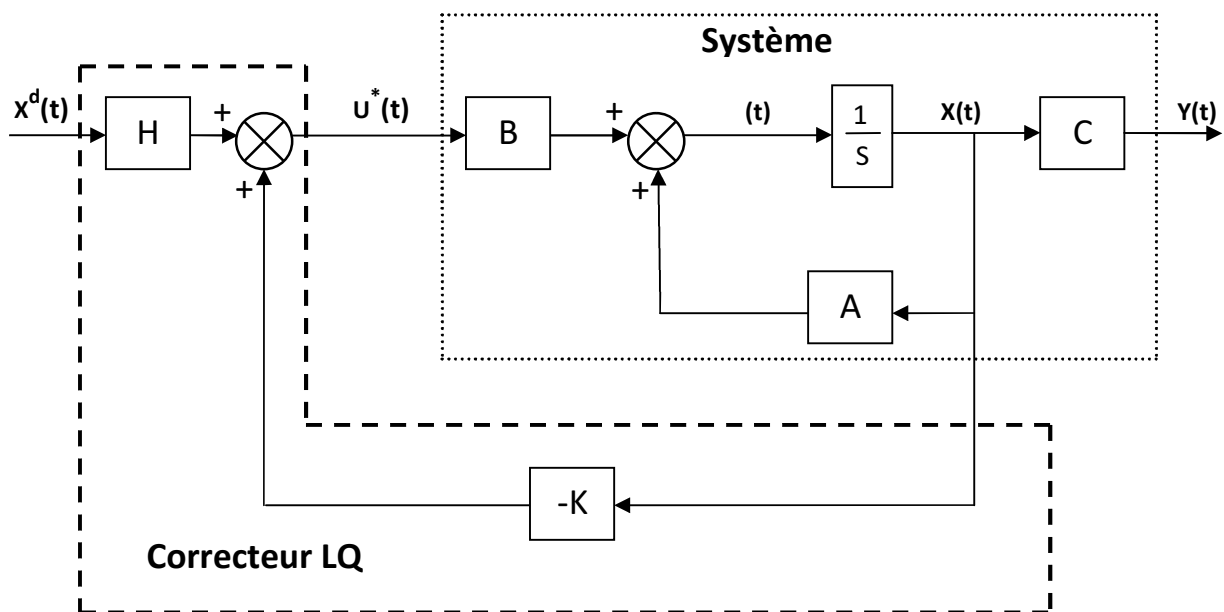 Système
X^d(t)
H
+
+
U^*(t)
B
+
+
(t)
1
S
X(t)
C
Y(t)
A
-K
Correcteur LQ